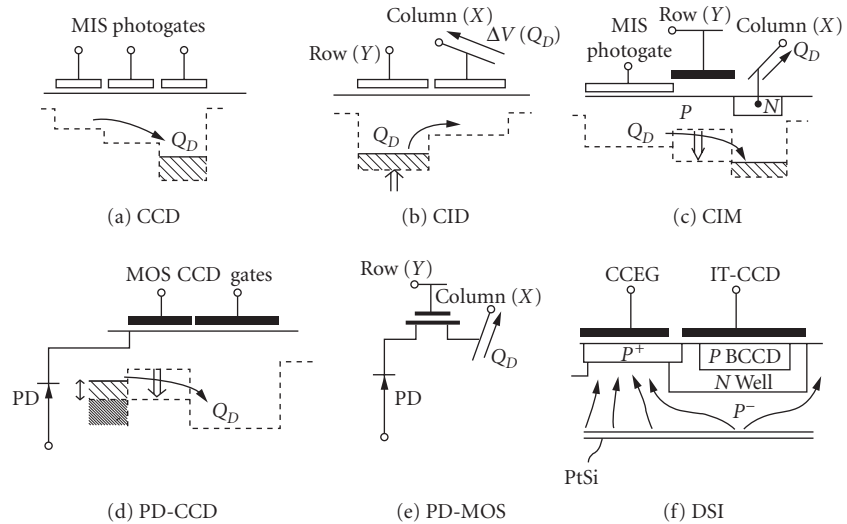 MIS photogates
Q_D
(a) CCD
Row (Y)
Column (X)
ΔV (Q_D)
Q_D
(b) CID
MIS photogate
Row (Y)
Column (X)
Q_D
P
N
Q_D
(c) CIM
MOS CCD gates
PD
Q_D
(d) PD-CCD
Row (Y)
Column (X)
Q_D
PD
(e) PD-MOS
CCEG
IT-CCD
P⁺
P BCCD
N Well
P⁻
PtSi
(f) DSI